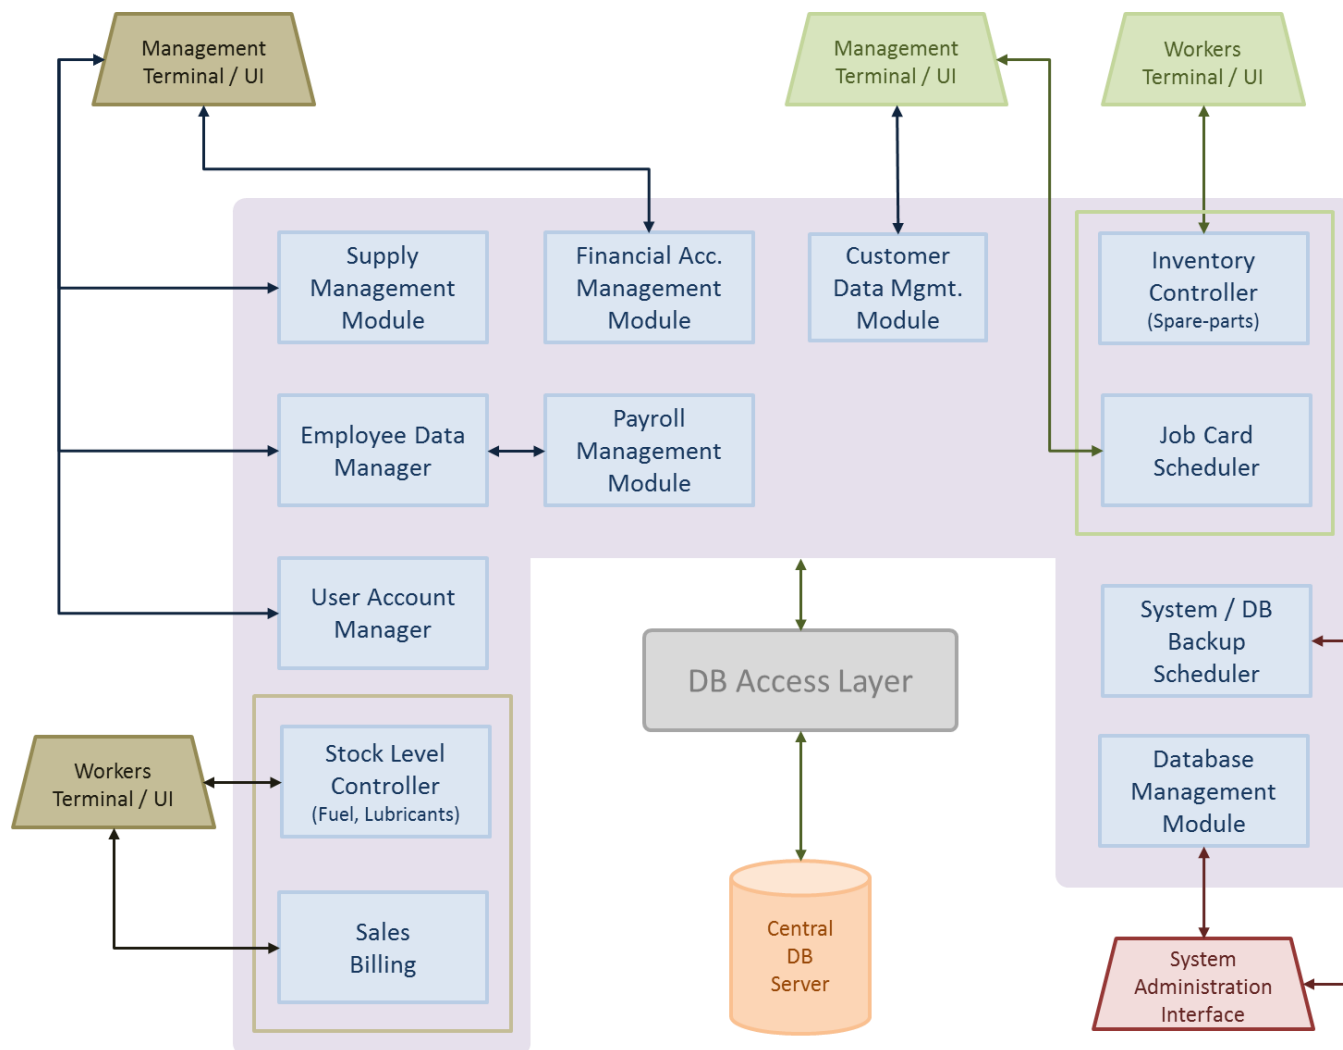 Management
Terminal / UI
Management
Terminal / UI
Workers
Terminal / UI
Supply
Management
Module
Financial Acc.
Management
Module
Customer
Data Mgmt.
Module
Inventory
Controller
(Spare-parts)
Employee Data
Manager
Payroll
Management
Module
Job Card
Scheduler
User Account
Manager
DB Access Layer
System / DB
Backup
Scheduler
Workers
Terminal / UI
Stock Level
Controller
(Fuel, Lubricants)
Database
Management
Module
Sales
Billing
Central
DB
Server
System
Administration
Interface